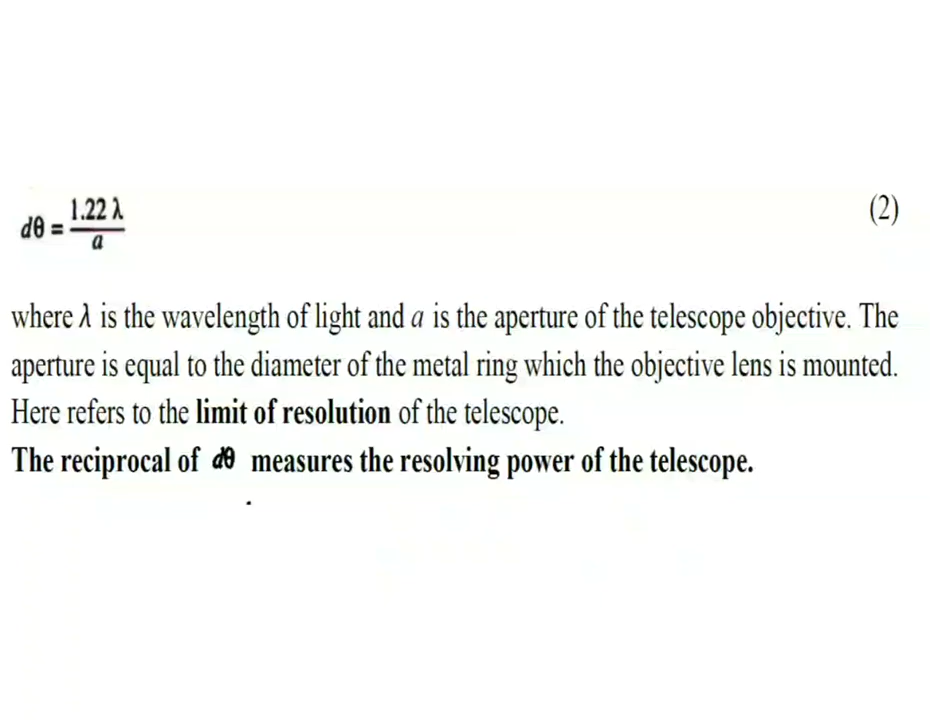 dθ = 1.22 λ / a (2)
where λ is the wavelength of light and a is the aperture of the telescope objective. The
aperture is equal to the diameter of the metal ring which the objective lens is mounted.
Here refers to the limit of resolution of the telescope.
The reciprocal of dθ measures the resolving power of the telescope.